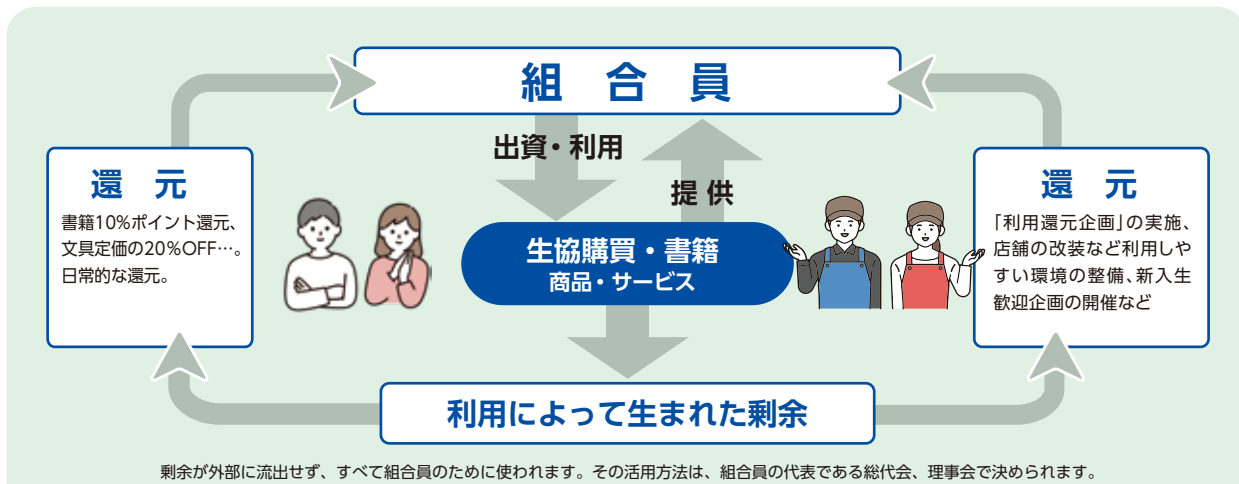 組 合 員
出資・利用
提 供
還 元
書籍10%ポイント還元、
文具定価の20%OFF…。
日常的な還元。
生協購買・書籍
商品・サービス
還 元
「利用還元企画」の実施、
店舗の改装など利用しや
すい環境の整備、新入生
歓迎企画の開催など
利用によって生まれた剰余
剰余が外部に流出せず、すべて組合員のために使われます。その活用方法は、組合員の代表である総代会、理事会で決められます。